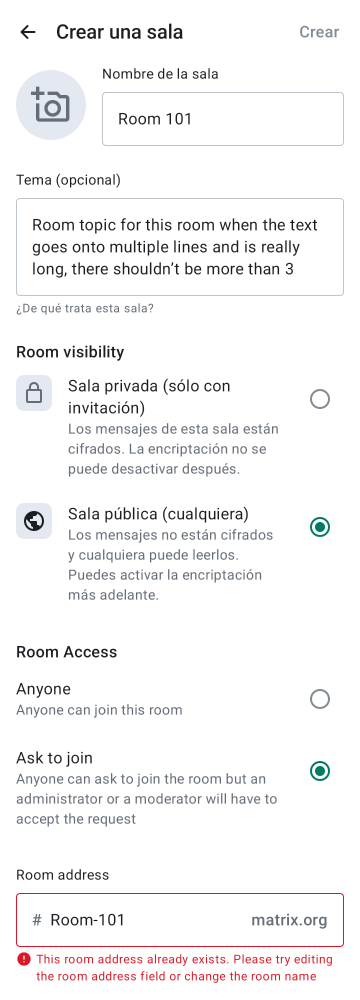 Crear una sala
Crear
Nombre de la sala
Room 101
Tema (opcional)
Room topic for this room when the text
goes onto multiple lines and is really
long, there shouldn’t be more than 3
¿De qué trata esta sala?
Room visibility
Sala privada (sólo con
invitación)
Los mensajes de esta sala están
cifrados. La encriptación no se
puede desactivar después.
Sala pública (cualquiera)
Los mensajes no están cifrados
y cualquiera puede leerlos.
Puedes activar la encriptación
más adelante.
Room Access
Anyone
Anyone can join this room
Ask to join
Anyone can ask to join the room but an
administrator or a moderator will have to
accept the request
Room address
# Room-101 matrix.org
This room address already exists. Please try editing
the room address field or change the room name